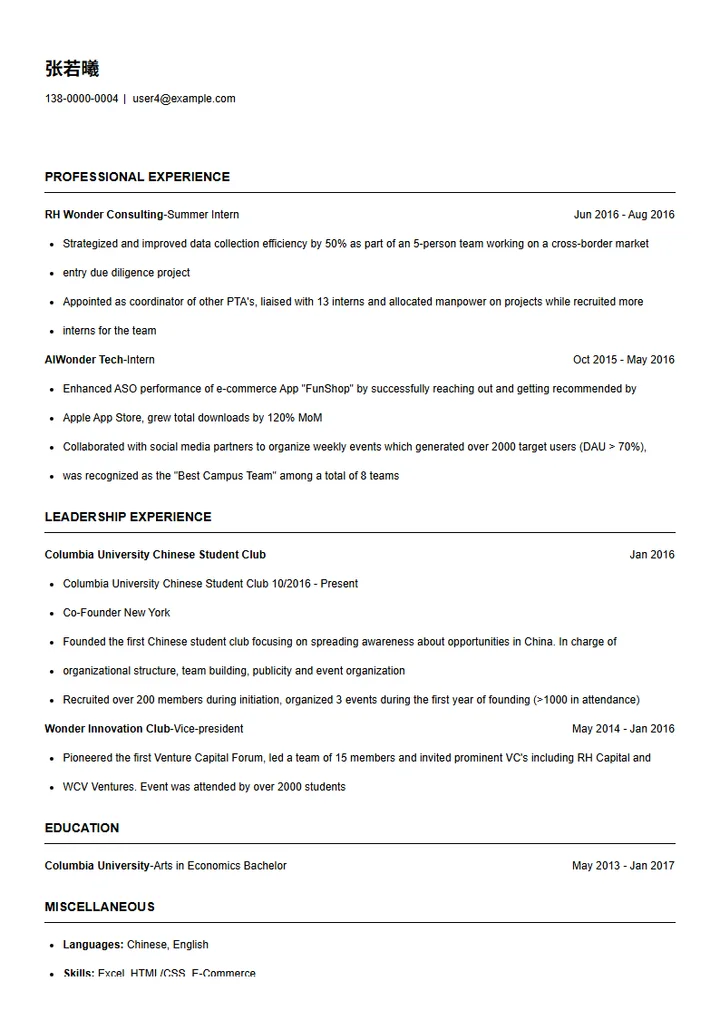 张若曦
138-0000-0004 | user4@example.com
PROFESSIONAL EXPERIENCE
RH Wonder Consulting-Summer Intern Jun 2016 - Aug 2016
• Strategized and improved data collection efficiency by 50% as part of an 5-person team working on a cross-border market
• entry due diligence project
• Appointed as coordinator of other PTA's, liaised with 13 interns and allocated manpower on projects while recruited more
• interns for the team
AIWonder Tech-Intern Oct 2015 - May 2016
• Enhanced ASO performance of e-commerce App "FunShop" by successfully reaching out and getting recommended by
• Apple App Store, grew total downloads by 120% MoM
• Collaborated with social media partners to organize weekly events which generated over 2000 target users (DAU > 70%),
• was recognized as the "Best Campus Team" among a total of 8 teams
LEADERSHIP EXPERIENCE
Columbia University Chinese Student Club Jan 2016
• Columbia University Chinese Student Club 10/2016 - Present
• Co-Founder New York
• Founded the first Chinese student club focusing on spreading awareness about opportunities in China. In charge of
• organizational structure, team building, publicity and event organization
• Recruited over 200 members during initiation, organized 3 events during the first year of founding (>1000 in attendance)
Wonder Innovation Club-Vice-president May 2014 - Jan 2016
• Pioneered the first Venture Capital Forum, led a team of 15 members and invited prominent VC's including RH Capital and
• WCV Ventures. Event was attended by over 2000 students
EDUCATION
Columbia University-Arts in Economics Bachelor May 2013 - Jan 2017
MISCELLANEOUS
• Languages: Chinese, English
• Skills: Excel, HTML/CSS, E-Commerce